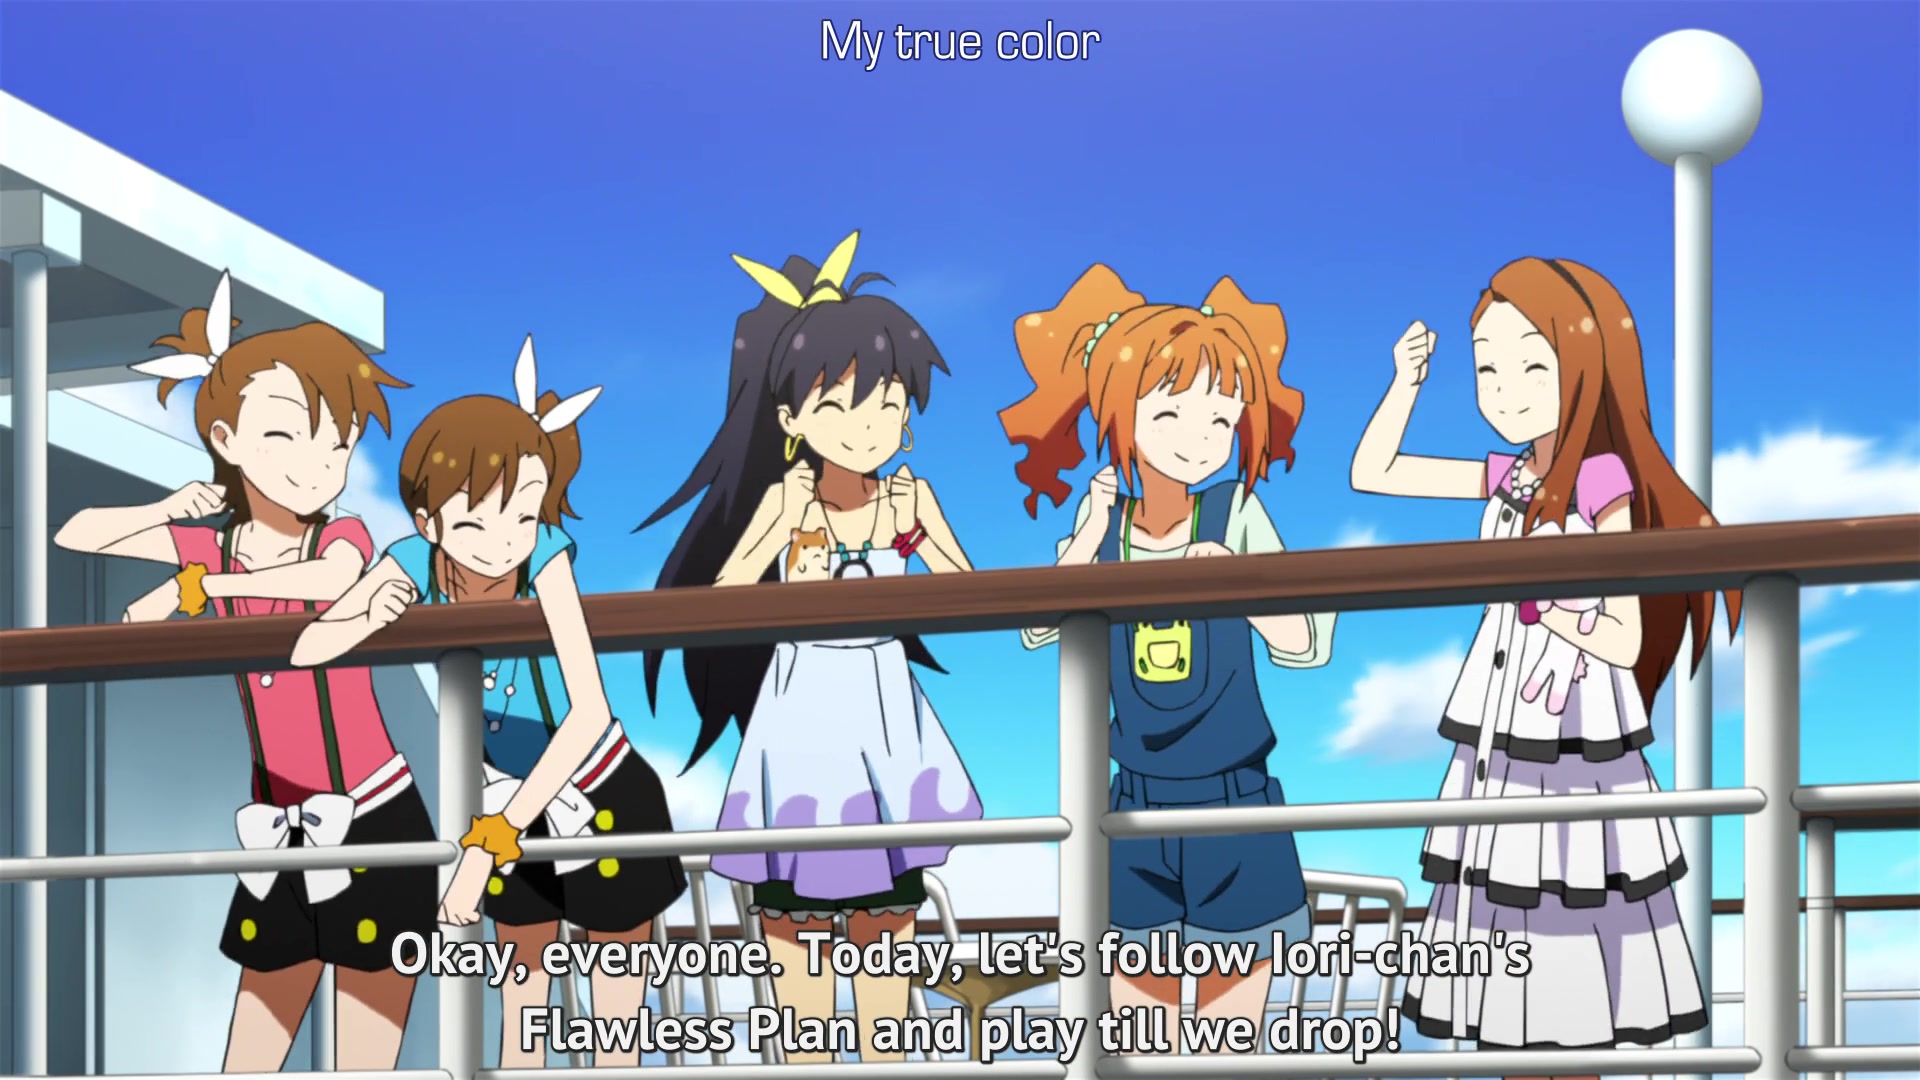 My true color
Okay, everyone. Today, let's follow Iori-chan's
Flawless Plan and play till we drop!